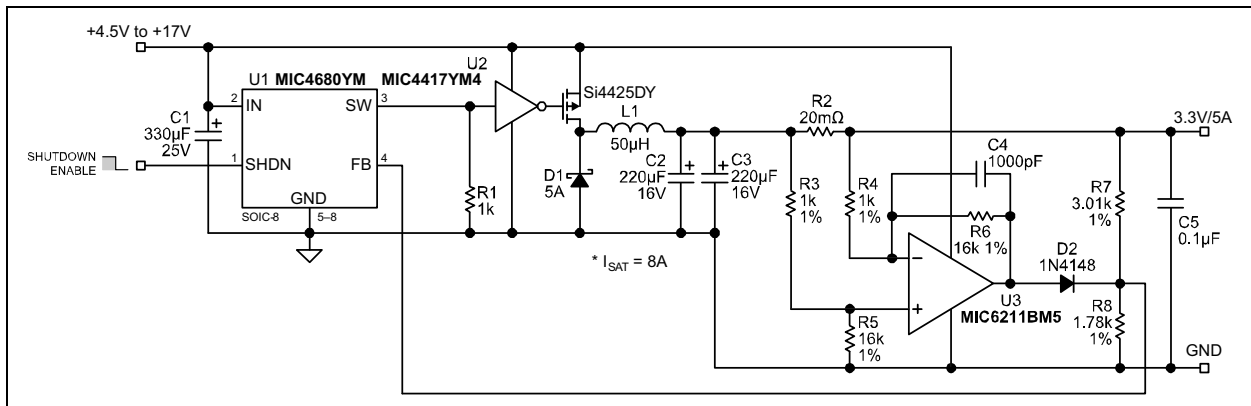 +4.5V to +17V
U1 MIC4680YM
MIC4417YM4
U2
2
IN
SW
3
C1
330µF
25V
SHUTDOWN
ENABLE
1
SHDN
FB
4
GND
SOIC-8
5–8
R1
1k
Si4425DY
L1
50µH
D1
5A
C2
220µF
16V
C3
220µF
16V
* ISAT = 8A
R2
20mΩ
3.3V/5A
R3
1k
1%
R4
1k
1%
C4
1000pF
R6
16k 1%
R7
3.01k
1%
C5
0.1µF
D2
1N4148
U3
MIC6211BM5
R5
16k
1%
R8
1.78k
1%
GND